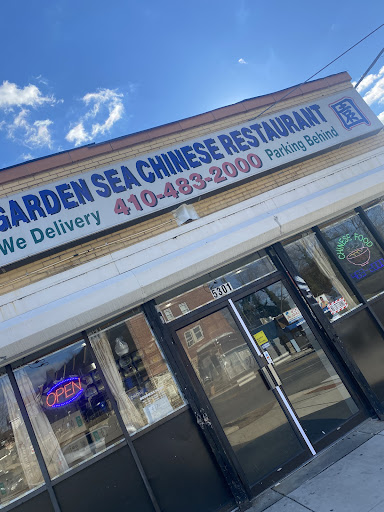 GARDEN SEA CHINESE RESTAURANT
We Delivery 410-483-2000 Parking Behind
5301
OPEN
CHINESE FOOD